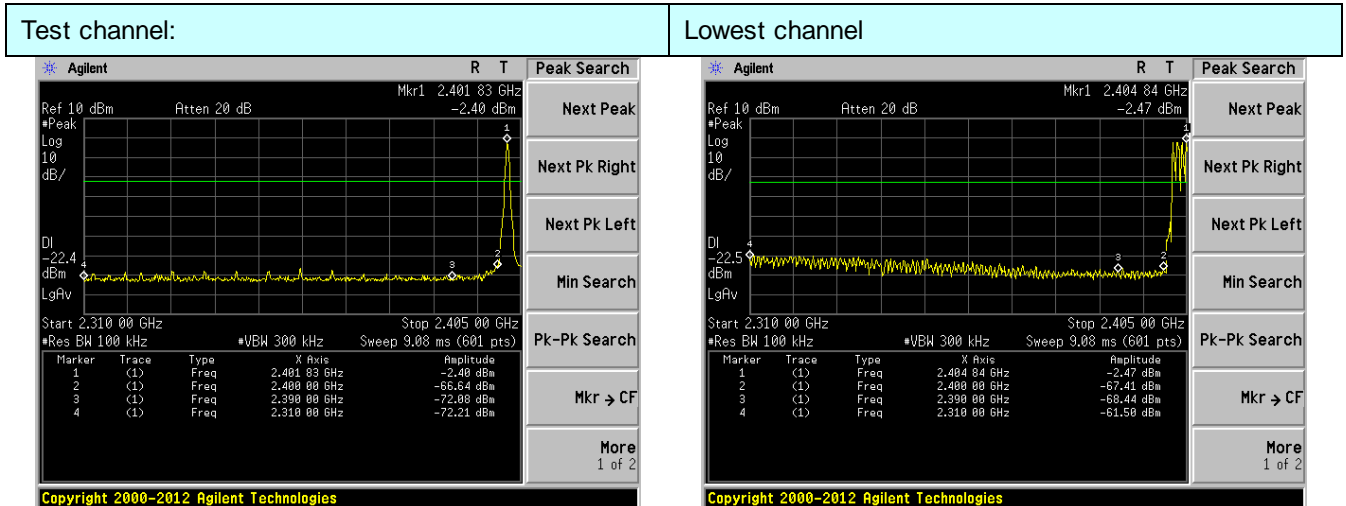 Test channel:
Lowest channel
Agilent
R T
Peak Search
Mkr1 2.401 83 GHz
Ref 10 dBm
Atten 20 dB
-2.40 dBm
#Peak
Log
10
dB/
1
DI
-22.4
dBm
LgAv
4
3
2
Start 2.310 00 GHz
Stop 2.405 00 GHz
#Res BW 100 kHz
#VBW 300 kHz
Sweep 9.08 ms (601 pts)
Marker Trace Type X Axis Amplitude
1 (1) Freq 2.401 83 GHz -2.40 dBm
2 (1) Freq 2.400 00 GHz -66.64 dBm
3 (1) Freq 2.390 00 GHz -72.08 dBm
4 (1) Freq 2.310 00 GHz -72.21 dBm
Next Peak
Next Pk Right
Next Pk Left
Min Search
Pk-Pk Search
Mkr → CF
More
1 of 2
Copyright 2000-2012 Agilent Technologies
Agilent
R T
Peak Search
Mkr1 2.404 84 GHz
Ref 10 dBm
Atten 20 dB
-2.47 dBm
#Peak
Log
10
dB/
1
DI
-22.5
dBm
LgAv
4
3
2
Start 2.310 00 GHz
Stop 2.405 00 GHz
#Res BW 100 kHz
#VBW 300 kHz
Sweep 9.08 ms (601 pts)
Marker Trace Type X Axis Amplitude
1 (1) Freq 2.404 84 GHz -2.47 dBm
2 (1) Freq 2.400 00 GHz -67.41 dBm
3 (1) Freq 2.390 00 GHz -68.44 dBm
4 (1) Freq 2.310 00 GHz -61.50 dBm
Next Peak
Next Pk Right
Next Pk Left
Min Search
Pk-Pk Search
Mkr → CF
More
1 of 2
Copyright 2000-2012 Agilent Technologies